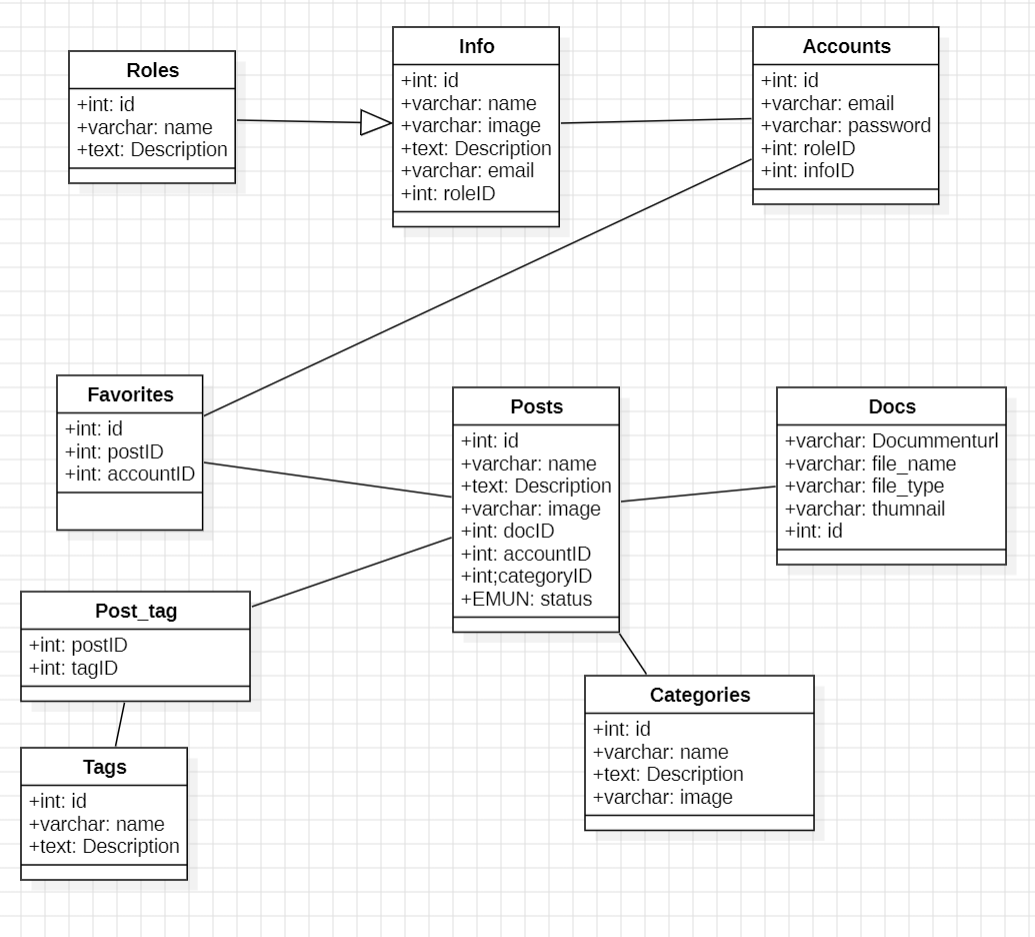 Roles
+int: id
+varchar: name
+text: Description
Info
+int: id
+varchar: name
+varchar: image
+text: Description
+varchar: email
+int: roleID
Accounts
+int: id
+varchar: email
+varchar: password
+int: roleID
+int: infoID
Favorites
+int: id
+int: postID
+int: accountID
Posts
+int: id
+varchar: name
+text: Description
+varchar: image
+int: docID
+int: accountID
+int;categoryID
+EMUN: status
Docs
+varchar: Docummenturl
+varchar: file_name
+varchar: file_type
+varchar: thumnail
+int: id
Post_tag
+int: postID
+int: tagID
Categories
+int: id
+varchar: name
+text: Description
+varchar: image
Tags
+int: id
+varchar: name
+text: Description